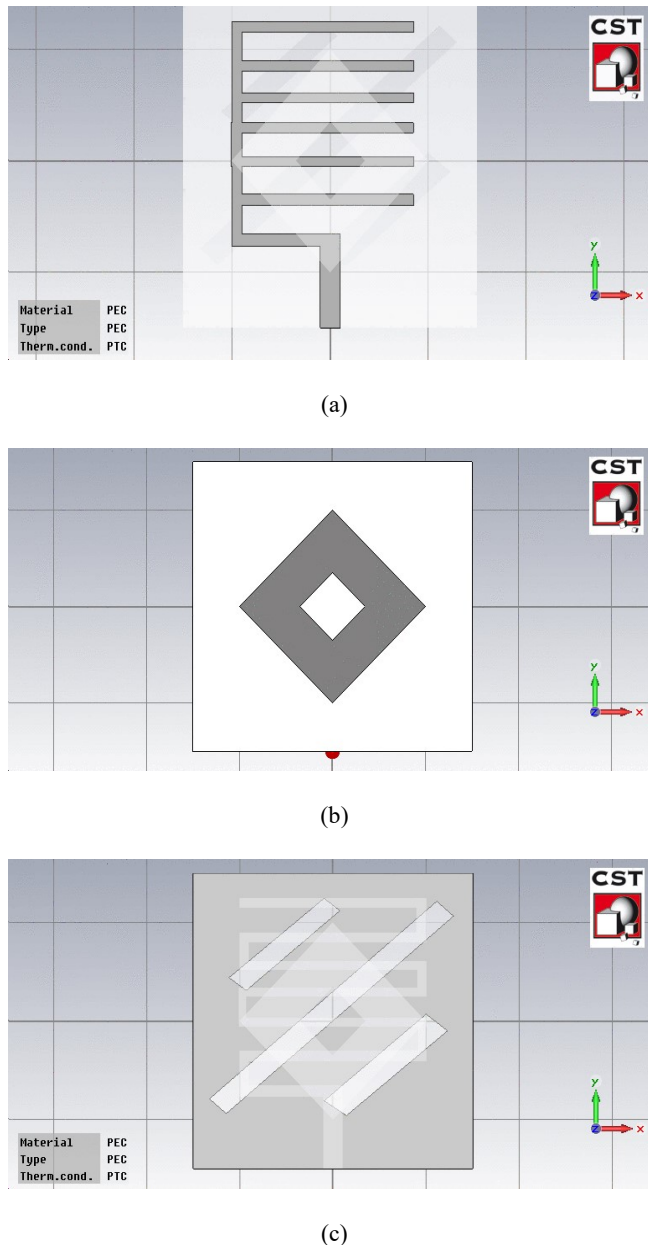 CST
y
z
x
Material PEC
Type PEC
Therm.cond. PTC
(a)
CST
y
z
x
(b)
CST
y
z
x
Material PEC
Type PEC
Therm.cond. PTC
(c)